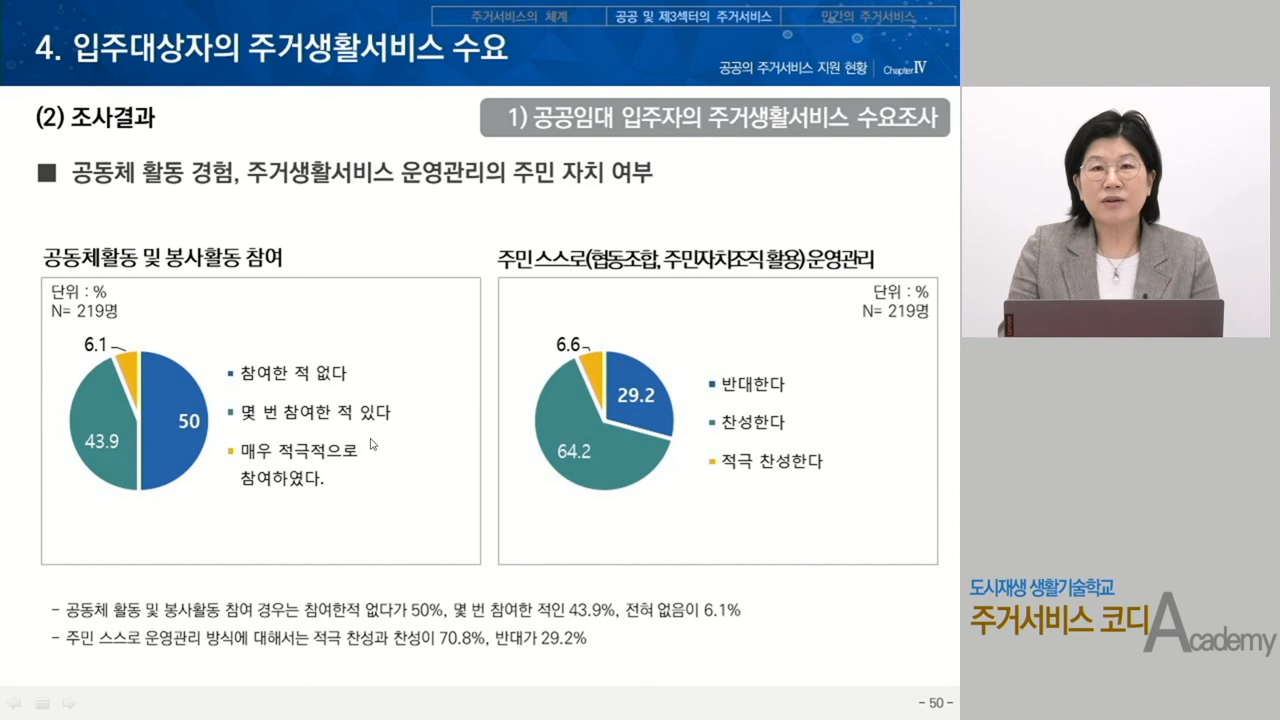 주거서비스의 체계
공공 및 제3섹터의 주거서비스
민간의 주거서비스
4. 입주대상자의 주거생활서비스 수요
공공의 주거서비스 지원 현황
Chapter Ⅳ
(2) 조사결과
1) 공공임대 입주자의 주거생활서비스 수요조사
■ 공동체 활동 경험, 주거생활서비스 운영관리의 주민 자치 여부
공동체활동 및 봉사활동 참여
단위 : %
N= 219명
6.1
50
43.9
참여한 적 없다
몇 번 참여한 적 있다
매우 적극적으로
참여하였다.
주민 스스로(협동조합, 주민자치조직 활용) 운영관리
단위 : %
N= 219명
6.6
29.2
64.2
반대한다
찬성한다
적극 찬성한다
- 공동체 활동 및 봉사활동 참여 경우는 참여한적 없다가 50%, 몇 번 참여한 적인 43.9%, 전혀 없음이 6.1%
- 주민 스스로 운영관리 방식에 대해서는 적극 찬성과 찬성이 70.8%, 반대가 29.2%
- 50 -
도시재생 생활기술학교
주거서비스 코디 Academy